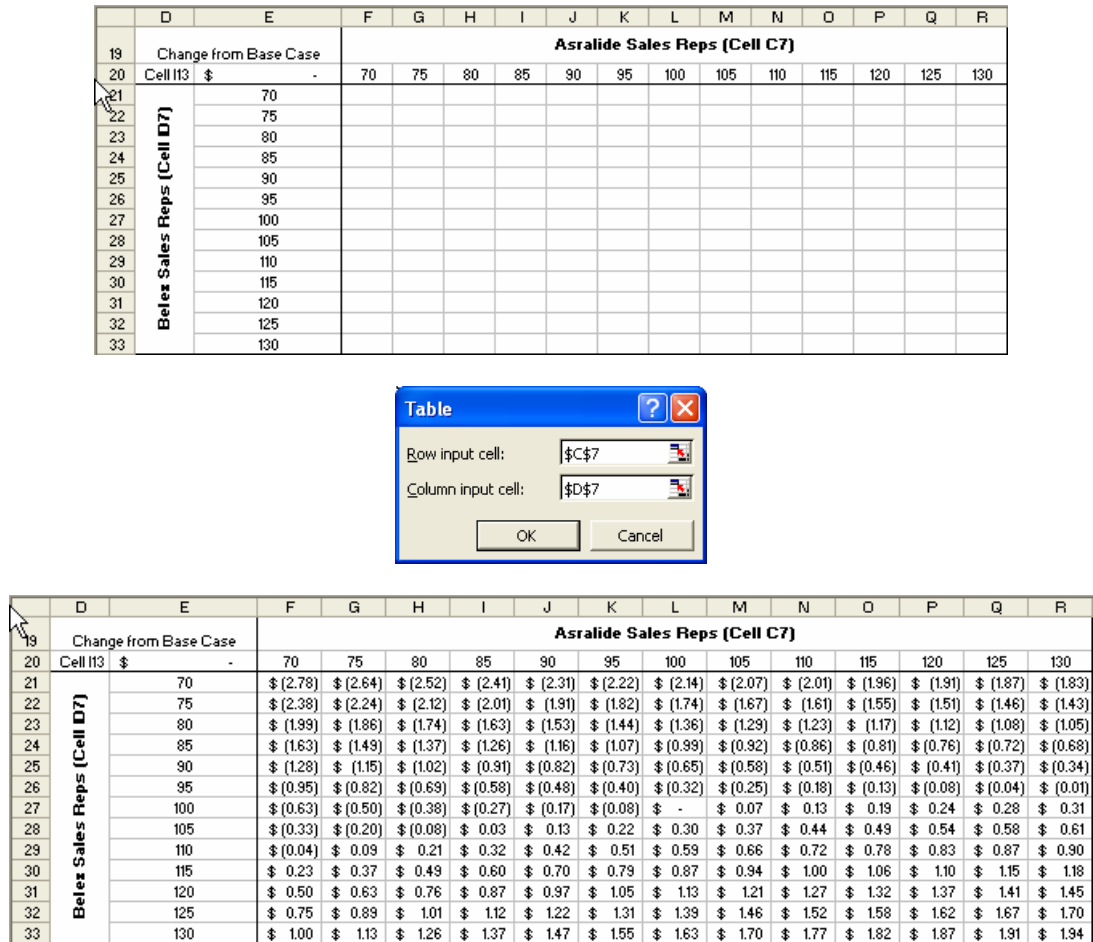 D E F G H I J K L M N O P Q R
19 Change from Base Case Asralide Sales Reps (Cell C7)
20 Cell I13 $ - 70 75 80 85 90 95 100 105 110 115 120 125 130
Belex Sales Reps (Cell D7)
21 70
22 75
23 80
24 85
25 90
26 95
27 100
28 105
29 110
30 115
31 120
32 125
33 130
Table
Row input cell: $C$7
Column input cell: $D$7
OK Cancel
D E F G H I J K L M N O P Q R
19 Change from Base Case Asralide Sales Reps (Cell C7)
20 Cell I13 $ - 70 75 80 85 90 95 100 105 110 115 120 125 130
Belex Sales Reps (Cell D7)
21 70 $ (2.78) $ (2.64) $ (2.52) $ (2.41) $ (2.31) $ (2.22) $ (2.14) $ (2.07) $ (2.01) $ (1.96) $ (1.91) $ (1.87) $ (1.83)
22 75 $ (2.38) $ (2.24) $ (2.12) $ (2.01) $ (1.91) $ (1.82) $ (1.74) $ (1.67) $ (1.61) $ (1.55) $ (1.51) $ (1.46) $ (1.43)
23 80 $ (1.99) $ (1.86) $ (1.74) $ (1.63) $ (1.53) $ (1.44) $ (1.36) $ (1.29) $ (1.23) $ (1.17) $ (1.12) $ (1.08) $ (1.05)
24 85 $ (1.63) $ (1.49) $ (1.37) $ (1.26) $ (1.16) $ (1.07) $ (0.99) $ (0.92) $ (0.86) $ (0.81) $ (0.76) $ (0.72) $ (0.68)
25 90 $ (1.28) $ (1.15) $ (1.02) $ (0.91) $ (0.82) $ (0.73) $ (0.65) $ (0.58) $ (0.51) $ (0.46) $ (0.41) $ (0.37) $ (0.34)
26 95 $ (0.95) $ (0.82) $ (0.69) $ (0.58) $ (0.48) $ (0.40) $ (0.32) $ (0.25) $ (0.18) $ (0.13) $ (0.08) $ (0.04) $ (0.01)
27 100 $ (0.63) $ (0.50) $ (0.38) $ (0.27) $ (0.17) $ (0.08) $ - $ 0.07 $ 0.13 $ 0.19 $ 0.24 $ 0.28 $ 0.31
28 105 $ (0.33) $ (0.20) $ (0.08) $ 0.03 $ 0.13 $ 0.22 $ 0.30 $ 0.37 $ 0.44 $ 0.49 $ 0.54 $ 0.58 $ 0.61
29 110 $ (0.04) $ 0.09 $ 0.21 $ 0.32 $ 0.42 $ 0.51 $ 0.59 $ 0.66 $ 0.72 $ 0.78 $ 0.83 $ 0.87 $ 0.90
30 115 $ 0.23 $ 0.37 $ 0.49 $ 0.60 $ 0.70 $ 0.79 $ 0.87 $ 0.94 $ 1.00 $ 1.06 $ 1.10 $ 1.15 $ 1.18
31 120 $ 0.50 $ 0.63 $ 0.76 $ 0.87 $ 0.97 $ 1.05 $ 1.13 $ 1.21 $ 1.27 $ 1.32 $ 1.37 $ 1.41 $ 1.45
32 125 $ 0.75 $ 0.89 $ 1.01 $ 1.12 $ 1.22 $ 1.31 $ 1.39 $ 1.46 $ 1.52 $ 1.58 $ 1.62 $ 1.67 $ 1.70
33 130 $ 1.00 $ 1.13 $ 1.26 $ 1.37 $ 1.47 $ 1.55 $ 1.63 $ 1.70 $ 1.77 $ 1.82 $ 1.87 $ 1.91 $ 1.94